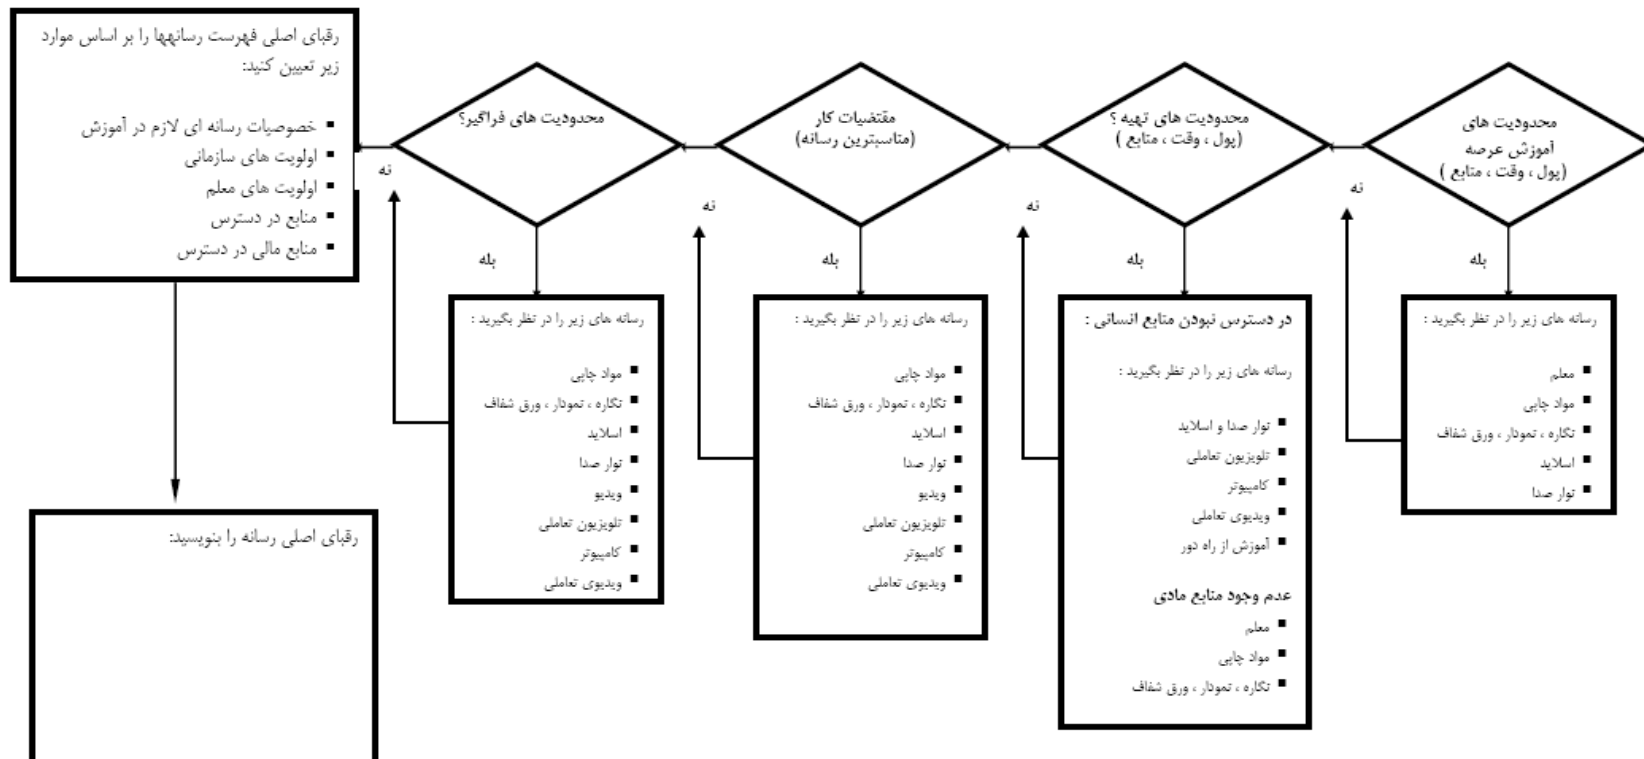 محدودیت های
آموزش عرصه
(پول ، وقت ، منابع )
نه
بله
رسانه های زیر را در نظر بگیرید :
▪ معلم
▪ مواد چاپی
▪ نگاره ، نمودار ، ورق شفاف
▪ اسلاید
▪ نوار صدا
محدودیت های تهیه ؟
(پول ، وقت ، منابع )
نه
بله
در دسترس نبودن منابع انسانی :
رسانه های زیر را در نظر بگیرید :
▪ نوار صدا و اسلاید
▪ تلویزیون تعاملی
▪ کامپیوتر
▪ ویدیوی تعاملی
▪ آموزش از راه دور
عدم وجود منابع مادی
▪ معلم
▪ مواد چاپی
▪ نگاره ، نمودار ، ورق شفاف
مقتضیات کار
(مناسبترین رسانه)
نه
بله
رسانه های زیر را در نظر بگیرید :
▪ مواد چاپی
▪ نگاره ، نمودار ، ورق شفاف
▪ اسلاید
▪ نوار صدا
▪ ویدیو
▪ تلویزیون تعاملی
▪ کامپیوتر
▪ ویدیوی تعاملی
محدودیت های فراگیر؟
نه
بله
رسانه های زیر را در نظر بگیرید :
▪ مواد چاپی
▪ نگاره ، نمودار ، ورق شفاف
▪ اسلاید
▪ نوار صدا
▪ ویدیو
▪ تلویزیون تعاملی
▪ کامپیوتر
▪ ویدیوی تعاملی
رقبای اصلی فهرست رسانهها را بر اساس موارد
زیر تعیین کنید:
▪ خصوصیات رسانه ای لازم در آموزش
▪ اولویت های سازمانی
▪ اولویت های معلم
▪ منابع در دسترس
▪ منابع مالی در دسترس
رقبای اصلی رسانه را بنویسید: